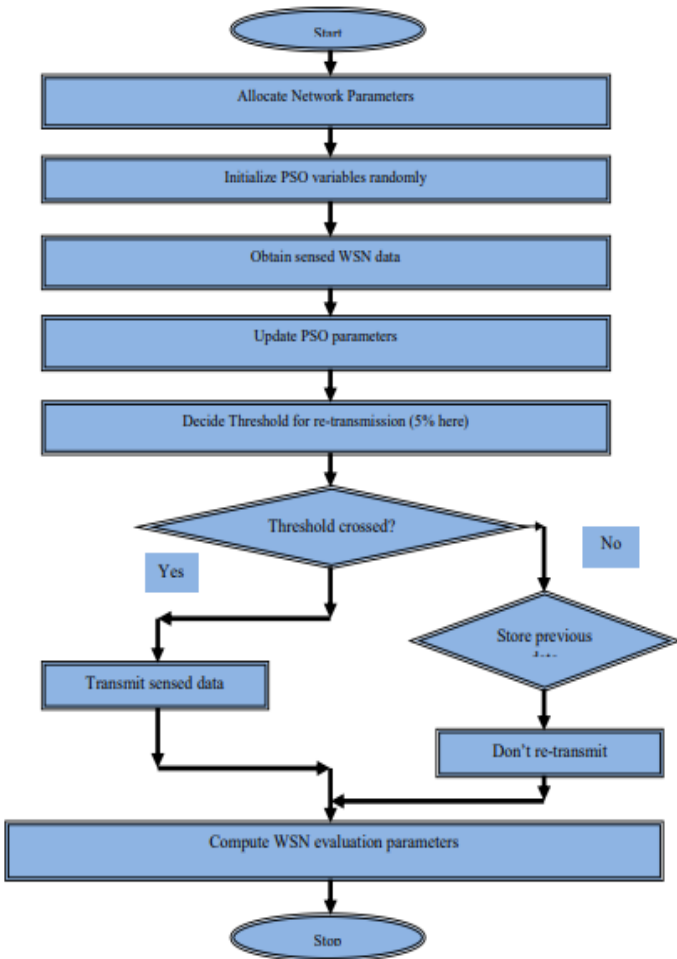 Start
Allocate Network Parameters
Initialize PSO variables randomly
Obtain sensed WSN data
Update PSO parameters
Decide Threshold for re-transmission (5% here)
Threshold crossed?
Yes
No
Store previous
data
Transmit sensed data
Don't re-transmit
Compute WSN evaluation parameters
Stop